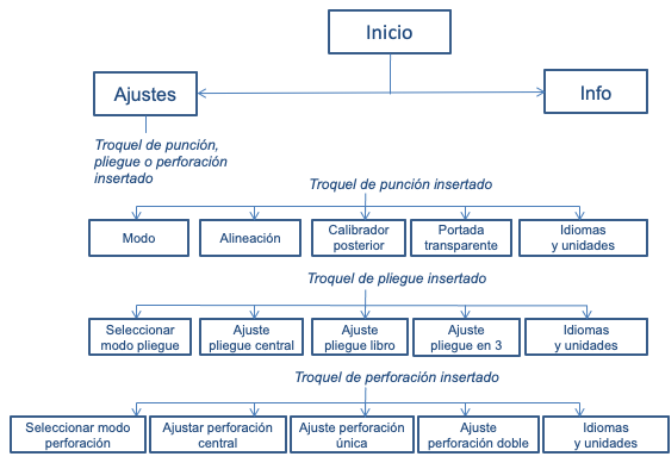 Inicio
Ajustes
Info
Troquel de punción,
pliegue o perforación
insertado
Troquel de punción insertado
Modo
Alineación
Calibrador
posterior
Portada
transparente
Idiomas
y unidades
Troquel de pliegue insertado
Seleccionar
modo pliegue
Ajuste
pliegue central
Ajuste
pliegue libro
Ajuste
pliegue en 3
Idiomas
y unidades
Troquel de perforación insertado
Seleccionar modo
perforación
Ajustar perforación
central
Ajuste perforación
única
Ajuste
perforación doble
Idiomas
y unidades